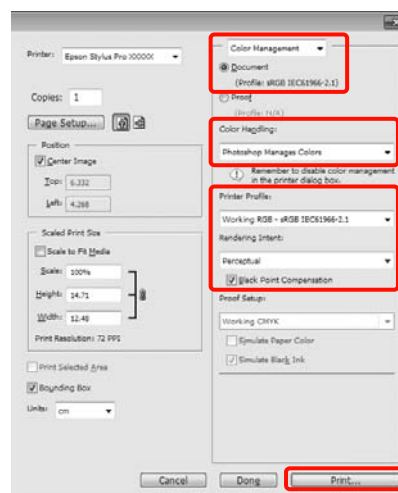 Printer: Epson Stylus Pro XXXXX
Copies: 1
Page Setup...
Position
Center Image
Top: 6.332
Left: 4.268
Scaled Print Size
Scale to Fit Media
Scale: 100%
Height: 14.71
Width: 12.48
Print Resolution: 72 PPI
Print Selected Area
Bounding Box
Units: cm
Color Management
Document
(Profile: sRGB IEC61966-2.1)
Proof
(Profile: N/A)
Color Handling:
Photoshop Manages Colors
Remember to disable color management
in the printer dialog box.
Printer Profile:
Working RGB - sRGB IEC61966-2.1
Rendering Intent:
Perceptual
Black Point Compensation
Proof Setup:
Working CMYK
Simulate Paper Color
Simulate Black Ink
Cancel
Done
Print...